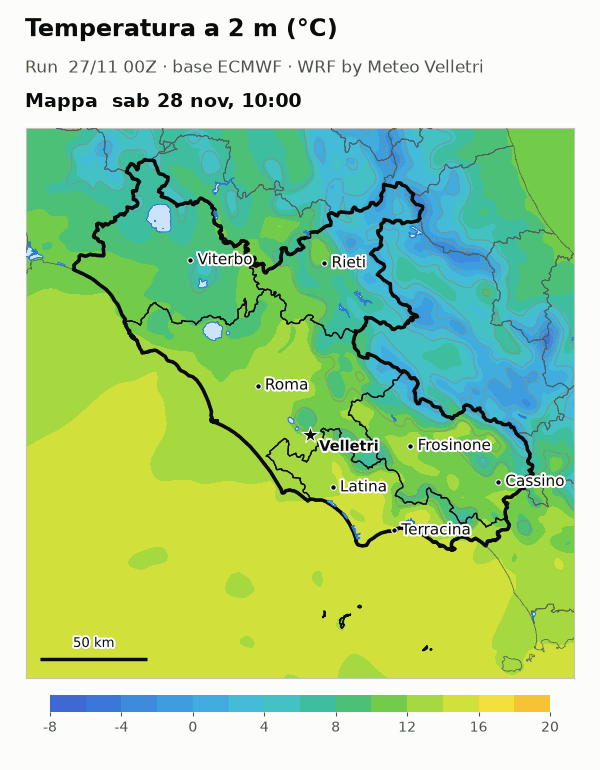 Temperatura a 2 m (°C)
Run 27/11 00Z · base ECMWF · WRF by Meteo Velletri
Mappa sab 28 nov, 10:00
Viterbo
Rieti
Roma
Velletri
Frosinone
Cassino
Latina
Terracina
50 km
-8 -4 0 4 8 12 16 20